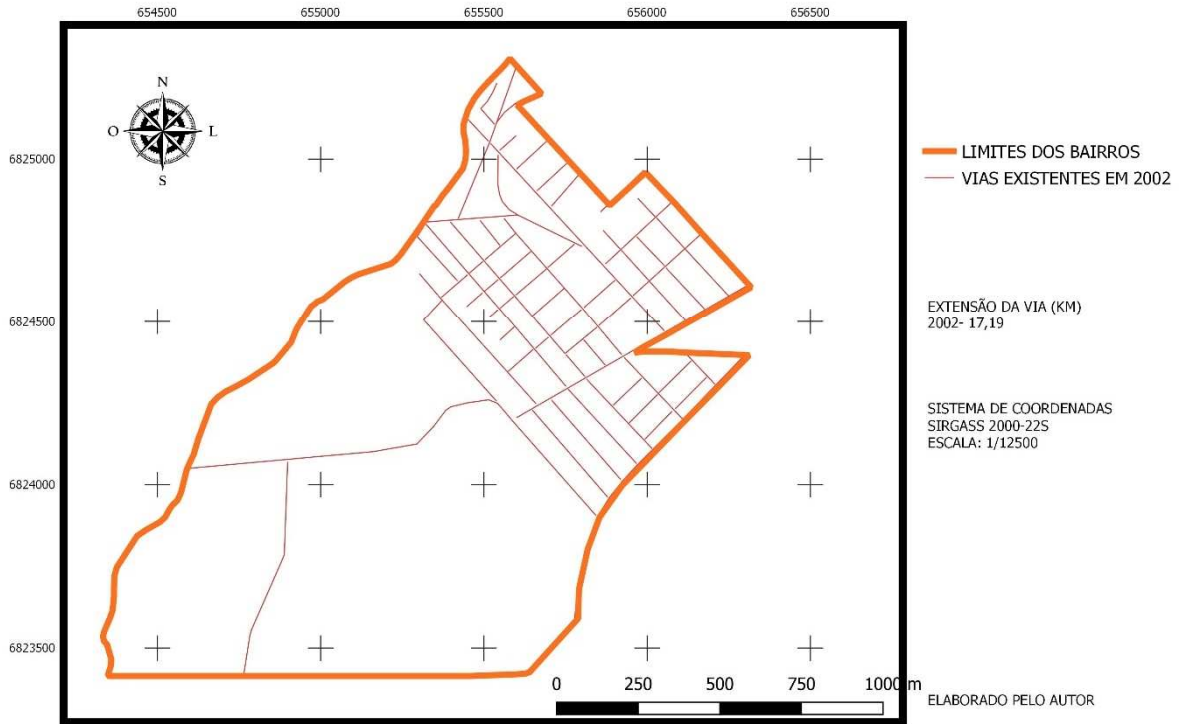 654500 655000 655500 656000 656500
N
O L
S
6825000
6824500
6824000
6823500
LIMITES DOS BAIRROS
VIAS EXISTENTES EM 2002
EXTENSÃO DA VIA (KM)
2002- 17,19
SISTEMA DE COORDENADAS
SIRGASS 2000-22S
ESCALA: 1/12500
0 250 500 750 1000 m
ELABORADO PELO AUTOR